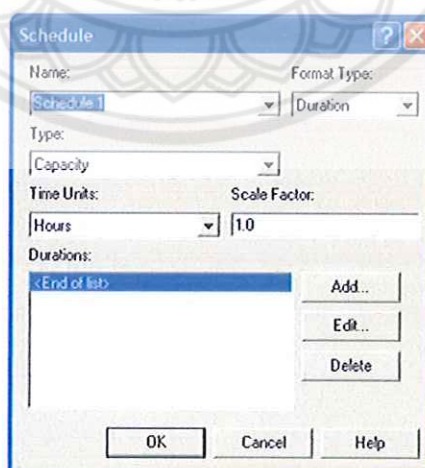 Schedule
Name: Format Type:
Schedule 1 Duration
Type:
Capacity
Time Units: Scale Factor:
Hours 1.0
Durations:
<End of list>
Add...
Edit...
Delete
OK Cancel Help